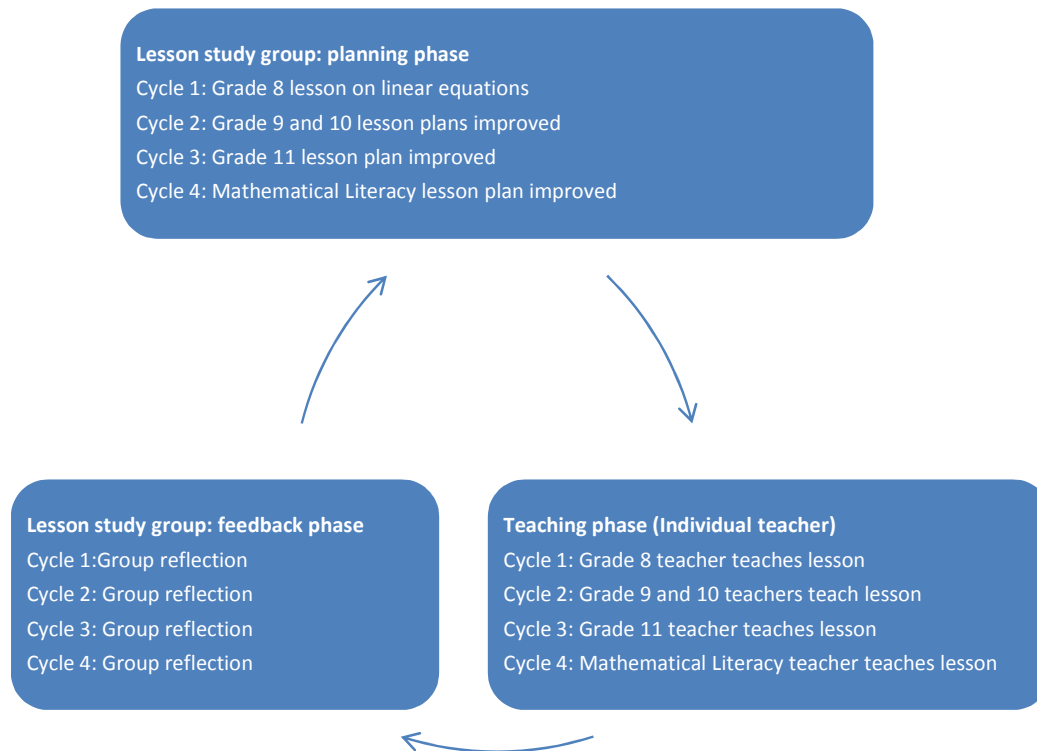 Lesson study group: planning phase
Cycle 1: Grade 8 lesson on linear equations
Cycle 2: Grade 9 and 10 lesson plans improved
Cycle 3: Grade 11 lesson plan improved
Cycle 4: Mathematical Literacy lesson plan improved
Lesson study group: feedback phase
Cycle 1:Group reflection
Cycle 2: Group reflection
Cycle 3: Group reflection
Cycle 4: Group reflection
Teaching phase (Individual teacher)
Cycle 1: Grade 8 teacher teaches lesson
Cycle 2: Grade 9 and 10 teachers teach lesson
Cycle 3: Grade 11 teacher teaches lesson
Cycle 4: Mathematical Literacy teacher teaches lesson